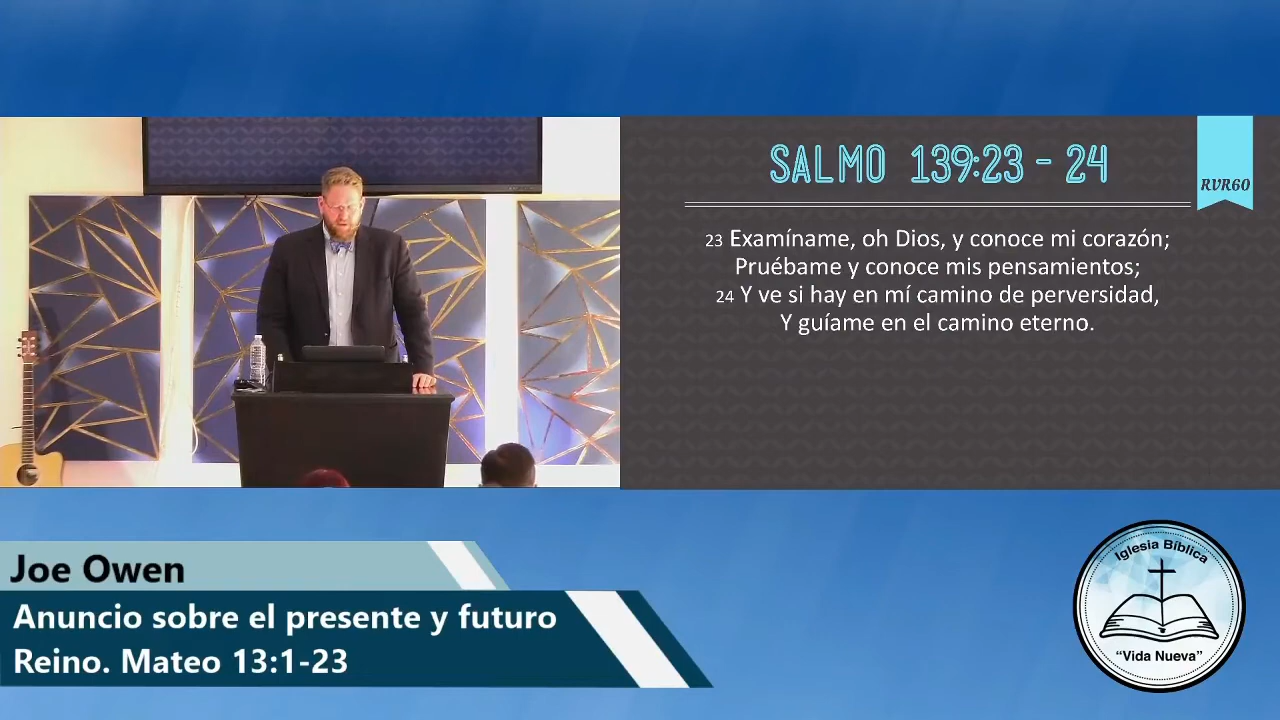 SALMO 139:23 - 24
RVR60
23 Examíname, oh Dios, y conoce mi corazón;
Pruébame y conoce mis pensamientos;
24 Y ve si hay en mí camino de perversidad,
Y guíame en el camino eterno.
Joe Owen
Anuncio sobre el presente y futuro
Reino. Mateo 13:1-23
Iglesia Bíblica
“Vida Nueva”